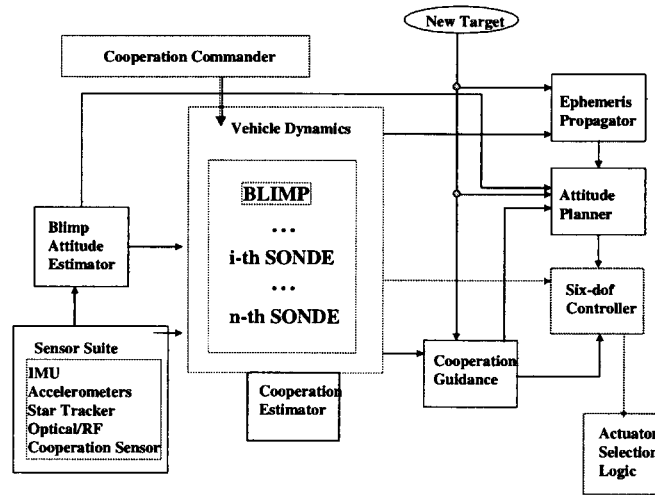 New Target
Cooperation Commander
Vehicle Dynamics
Ephemeris
Propagator
BLIMP
...
i-th SONDE
...
n-th SONDE
Attitude
Planner
Blimp
Attitude
Estimator
Six-dof
Controller
Sensor Suite
IMU
Accelerometers
Star Tracker
Optical/RF
Cooperation Sensor
Cooperation
Estimator
Cooperation
Guidance
Actuator
Selection
Logic